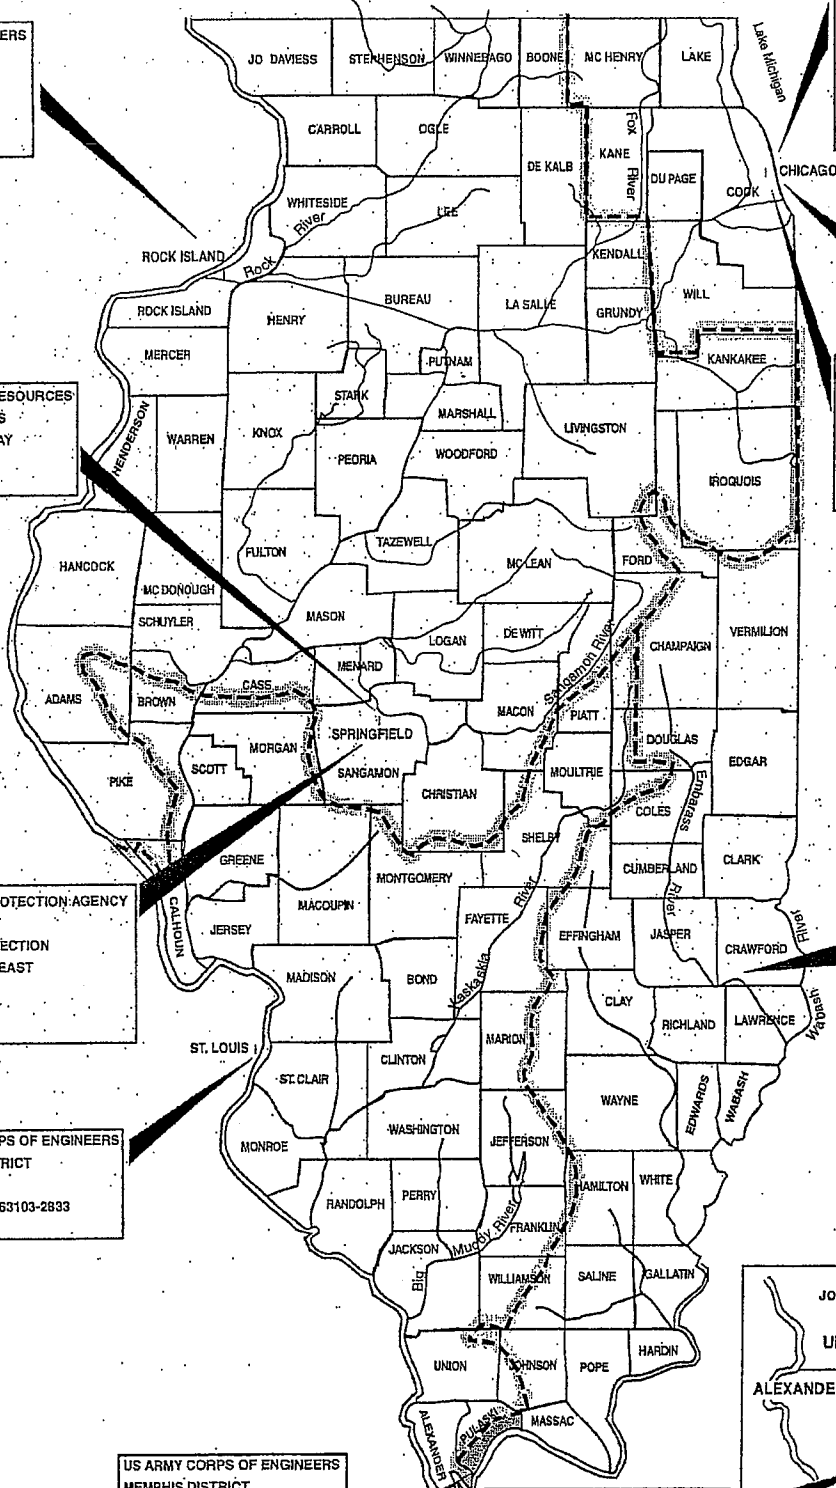 ERS
JO DAVIESS
STEPHENSON
WINNEBAGO
BOONE
MC HENRY
LAKE
Lake Michigan
CARROLL
OGLE
DE KALB
KANE
Fox
River
DU PAGE
COOK
CHICAGO
WHITESIDE
River
LEE
ROCK ISLAND
Rock
KENDALL
ROCK ISLAND
HENRY
BUREAU
LA SALLE
GRUNDY
WILL
MERCER
PUTNAM
KANKAKEE
ESOURCES
S
AY
HENDERSON
WARREN
KNOX
STARK
MARSHALL
LIVINGSTON
PEORIA
WOODFORD
IROQUOIS
HANCOCK
MC DONOUGH
FULTON
TAZEWELL
MC LEAN
FORD
SCHUYLER
MASON
LOGAN
DE WITT
CHAMPAIGN
VERMILION
ADAMS
BROWN
CASE
MENARD
Sangamon River
MACON
PIATT
SPRINGFIELD
MORGAN
SCOTT
SANGAMON
CHRISTIAN
MOULTRIE
DOUGLAS
EDGAR
PIKE
COLES
Embarass
River
SHELBY
GREENE
MONTGOMERY
CUMBERLAND
CLARK
OTECTION AGENCY
ECTION
EAST
CALHOUN
JERSEY
MACOUPIN
FAYETTE
River
Kaskaskia
EFFINGHAM
JASPER
CRAWFORD
River
Wabash
MADISON
BOND
CLAY
RICHLAND
LAWRENCE
ST. LOUIS
MARION
ST. CLAIR
CLINTON
WAYNE
EDWARDS
WABASH
PS OF ENGINEERS
TRICT
63103-2833
MONROE
WASHINGTON
JEFFERSON
RANDOLPH
PERRY
HAMILTON
WHITE
JACKSON
Big
Muddy River
FRANKLIN
WILLIAMSON
SALINE
GALLATIN
UNION
JOHNSON
POPE
HARDIN
JO
U
ALEXANDE
ALEXANDER
PULASKI
MASSAC
US ARMY CORPS OF ENGINEERS
MEMPHIS DISTRICT